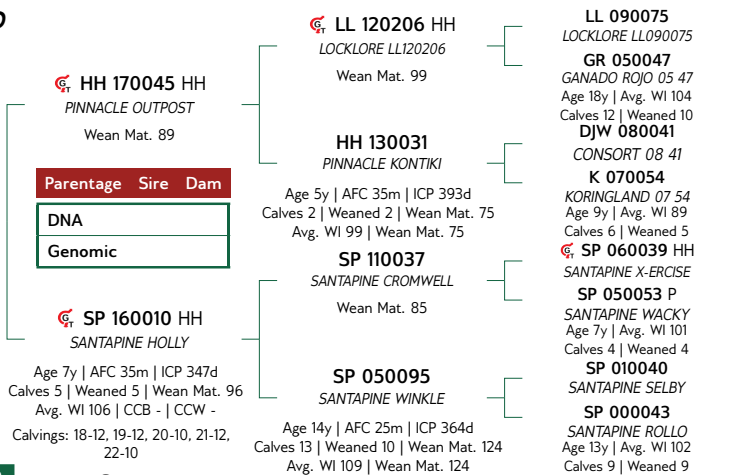 HH 170045 HH
PINNACLE OUTPOST
Wean Mat. 89
Parentage Sire Dam
DNA
Genomic
SP 160010 HH
SANTAPINE HOLLY
Age 7y | AFC 35m | ICP 347d
Calves 5 | Weaned 5 | Wean Mat. 96
Avg. WI 106 | CCB - | CCW -
Calvings: 18-12, 19-12, 20-10, 21-12,
22-10
LL 120206 HH
LOCKLORE LL120206
Wean Mat. 99
HH 130031
PINNACLE KONTIKI
Age 5y | AFC 35m | ICP 393d
Calves 2 | Weaned 2 | Wean Mat. 75
Avg. WI 99 | Wean Mat. 75
SP 110037
SANTAPINE CROMWELL
Wean Mat. 85
SP 050095
SANTAPINE WINKLE
Age 14y | AFC 25m | ICP 364d
Calves 13 | Weaned 10 | Wean Mat. 124
Avg. WI 109 | Wean Mat. 124
LL 090075
LOCKLORE LL090075
GR 050047
GANADO ROJO 05 47
Age 18y | Avg. WI 104
Calves 12 | Weaned 10
DJW 080041
CONSORT 08 41
K 070054
KORINGLAND 07 54
Age 9y | Avg. WI 89
Calves 6 | Weaned 5
SP 060039 HH
SANTAPINE X-ERCISE
SP 050053 P
SANTAPINE WACKY
Age 7y | Avg. WI 101
Calves 4 | Weaned 4
SP 010040
SANTAPINE SELBY
SP 000043
SANTAPINE ROLLO
Age 13y | Avg. WI 102
Calves 9 | Weaned 9